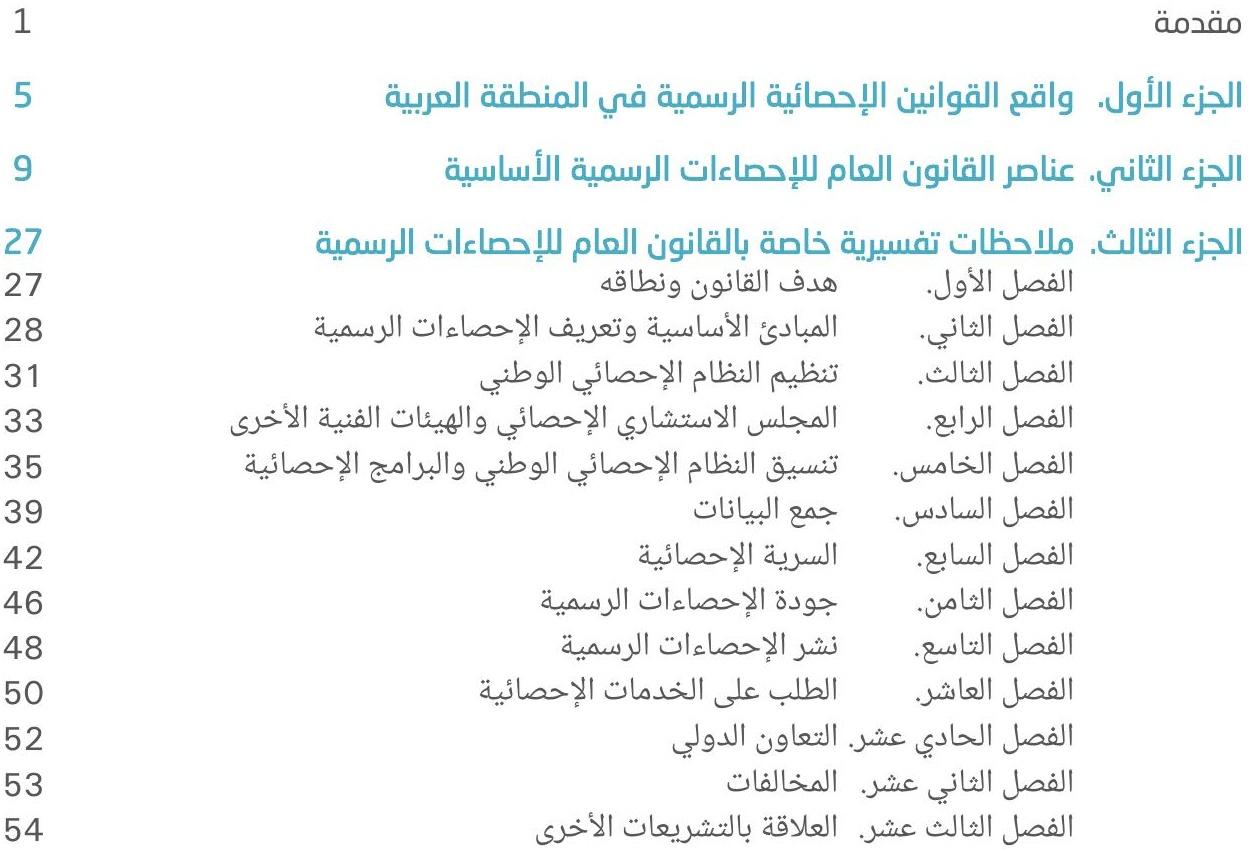 مقدمة 1
الجزء الأول. واقع القوانين الإحصائية الرسمية في المنطقة العربية 5
الجزء الثاني. عناصر القانون العام للإحصاءات الرسمية الأساسية 9
الجزء الثالث. ملاحظات تفسيرية خاصة بالقانون العام للإحصاءات الرسمية 27
الفصل الأول. هدف القانون ونطاقه 27
الفصل الثاني. المبادئ الأساسية وتعريف الإحصاءات الرسمية 28
الفصل الثالث. تنظيم النظام الإحصائي الوطني 31
الفصل الرابع. المجلس الاستشاري الإحصائي والهيئات الفنية الأخرى 33
الفصل الخامس. تنسيق النظام الإحصائي الوطني والبرامج الإحصائية 35
الفصل السادس. جمع البيانات 39
الفصل السابع. السرية الإحصائية 42
الفصل الثامن. جودة الإحصاءات الرسمية 46
الفصل التاسع. نشر الإحصاءات الرسمية 48
الفصل العاشر. الطلب على الخدمات الإحصائية 50
الفصل الحادي عشر. التعاون الدولي 52
الفصل الثاني عشر. المخالفات 53
الفصل الثالث عشر. العلاقة بالتشريعات الأخرى 54